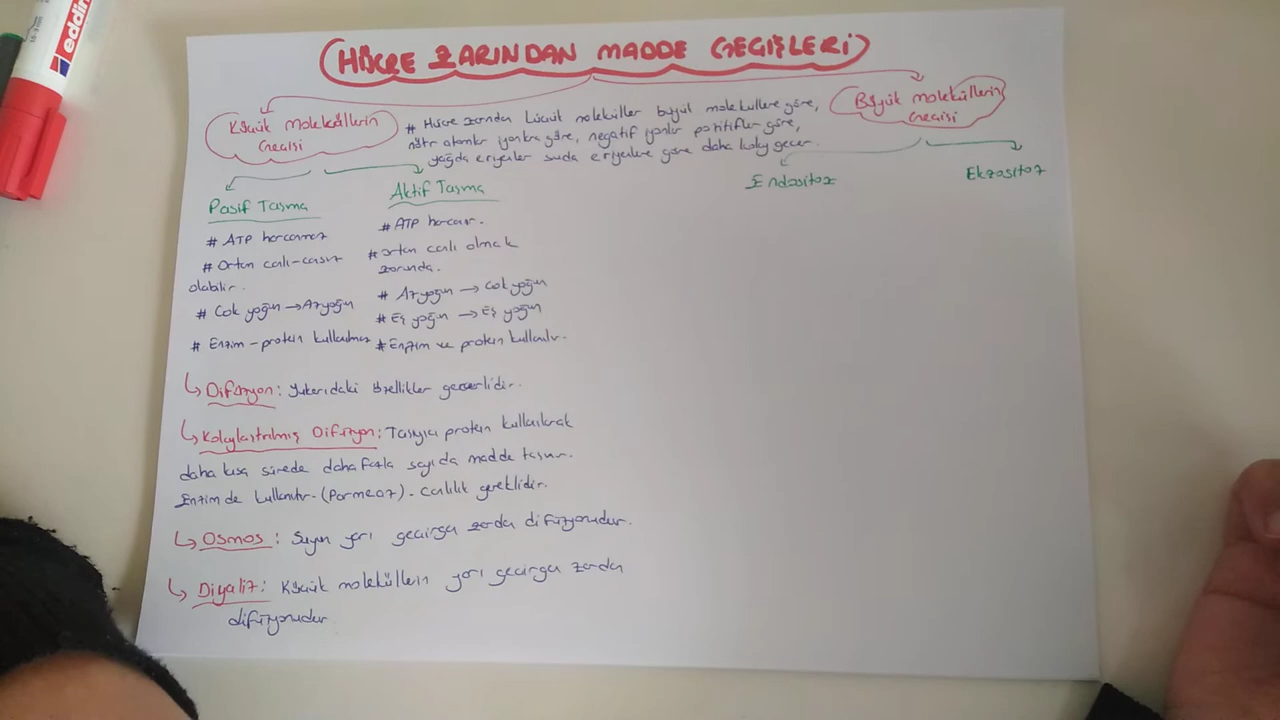 edding
HÜCRE ZARINDAN MADDE GEÇİŞLERİ
Küçük Moleküllerin
Geçişi
# Hücre zarında küçük moleküller büyük moleküllere göre,
nötr atomlar iyonlara göre, negatif iyonlar pozitiflere göre,
yağda eriyenler suda eriyenlere göre daha kolay geçer.
Büyük moleküllerin
Geçişi
Pasif Taşıma
# ATP harcanmaz
# Ortam canlı-cansız
olabilir.
# Çok yoğun → Az yoğun
# Enzim - protein kullanılmaz
Aktif Taşıma
# ATP harcanır.
# Ortam canlı olmak
zorunda.
# Az yoğun → Çok yoğun
# Eş yoğun → Eş yoğun
# Enzim ve protein kullanılır.
Endositoz
Ekzositoz
↳ Difüzyon: Yukarıdaki özellikler geçerlidir.
↳ Kolaylaştırılmış Difüzyon: Taşıyıcı protein kullanılarak
daha kısa sürede daha fazla sayıda madde taşınır.
Enzim de kullanılır. (Permeaz). Canlılık gereklidir.
↳ Osmos: Suyun yarı geçirgen zarda difüzyonudur.
↳ Diyaliz: Küçük moleküllerin yarı geçirgen zardan
difüzyonudur